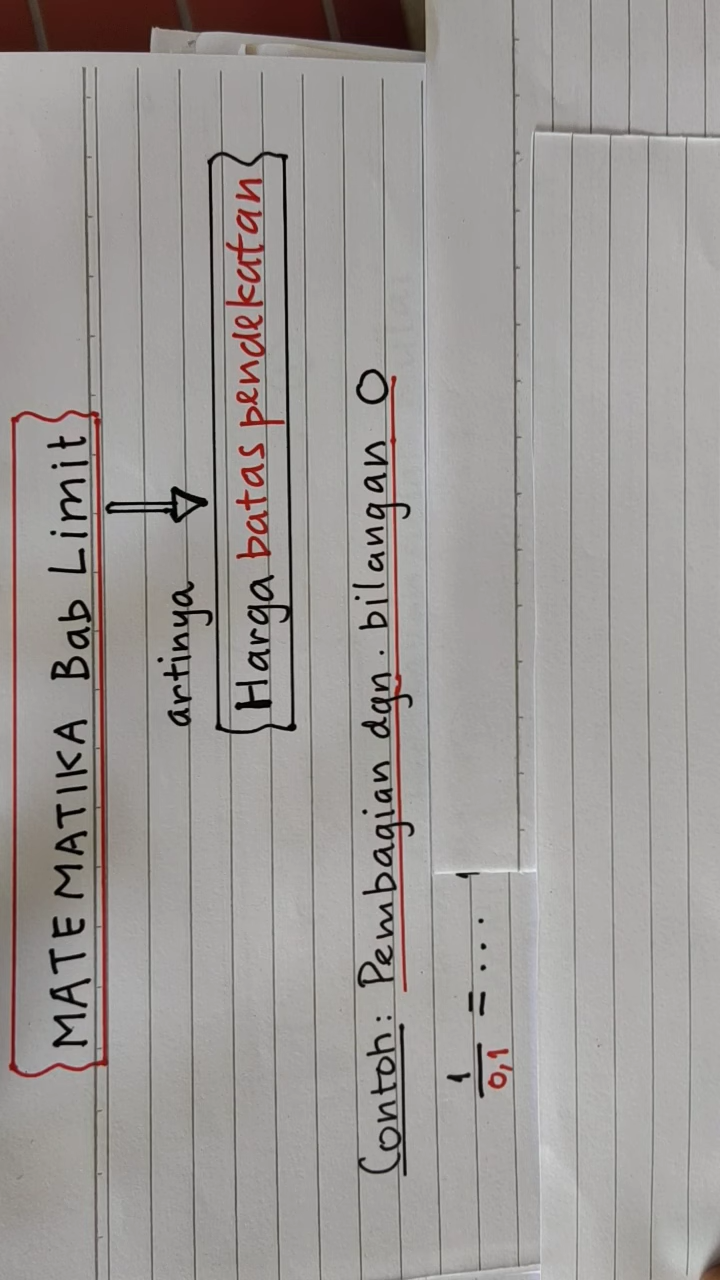 MATEMATIKA Bab Limit
artinya
Harga batas pendekatan
Contoh: Pembagian dgn. bilangan 0
1/0,1 = ....